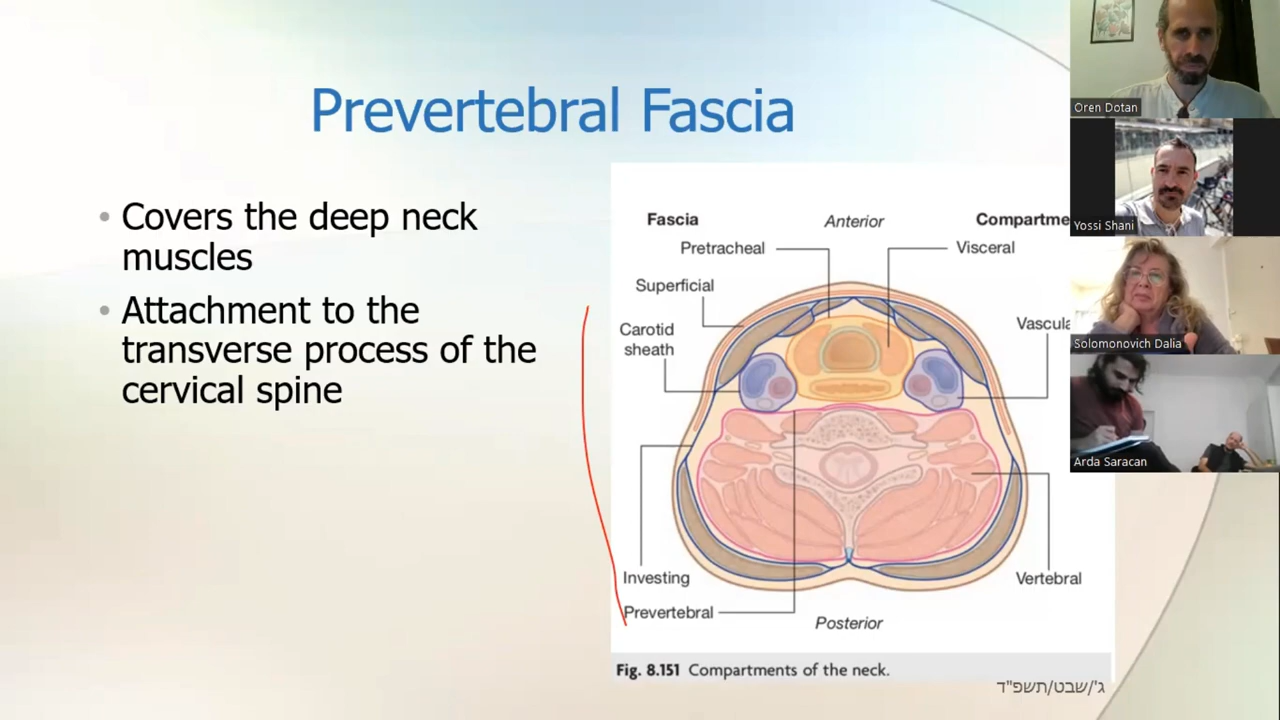 Prevertebral Fascia
• Covers the deep neck
muscles
• Attachment to the
transverse process of the
cervical spine
Fascia
Anterior
Compartme
Pretracheal
Visceral
Superficial
Carotid
sheath
Vascula
Investing
Vertebral
Prevertebral
Posterior
Fig. 8.151 Compartments of the neck.
ג'/שבט/תשפ"ד
Oren Dotan
Yossi Shani
Solomonovich Dalia
Arda Saracan